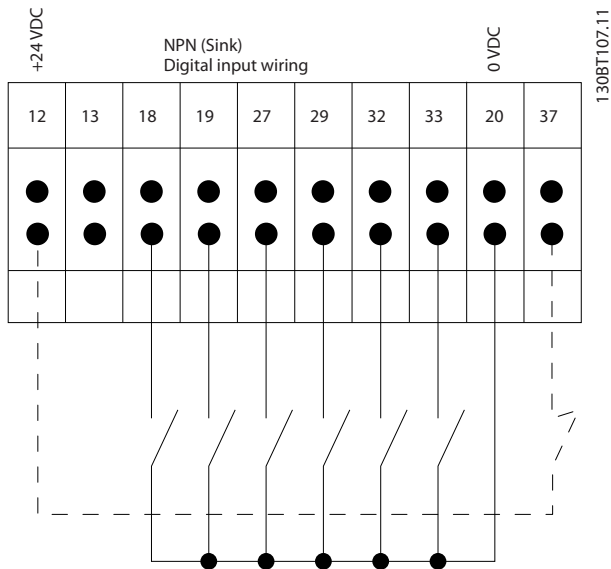 +24 VDC
NPN (Sink)
Digital input wiring
0 VDC
130BT107.11
12 13 18 19 27 29 32 33 20 37